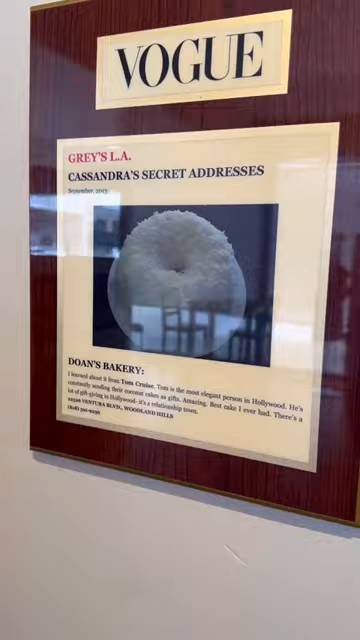 VOGUE
GREY'S L.A.
CASSANDRA'S SECRET ADDRESSES
September, 2013
DOAN'S BAKERY:
I learned about it from Tom Cruise. Tom is the most elegant person in Hollywood. He's
constantly sending their coconut cakes as gifts. Amazing. Best cake I ever had. There's a
lot of gift-giving in Hollywood- it's a relationship town.
VENTURA BLVD., WOODLAND HILLS
(818)